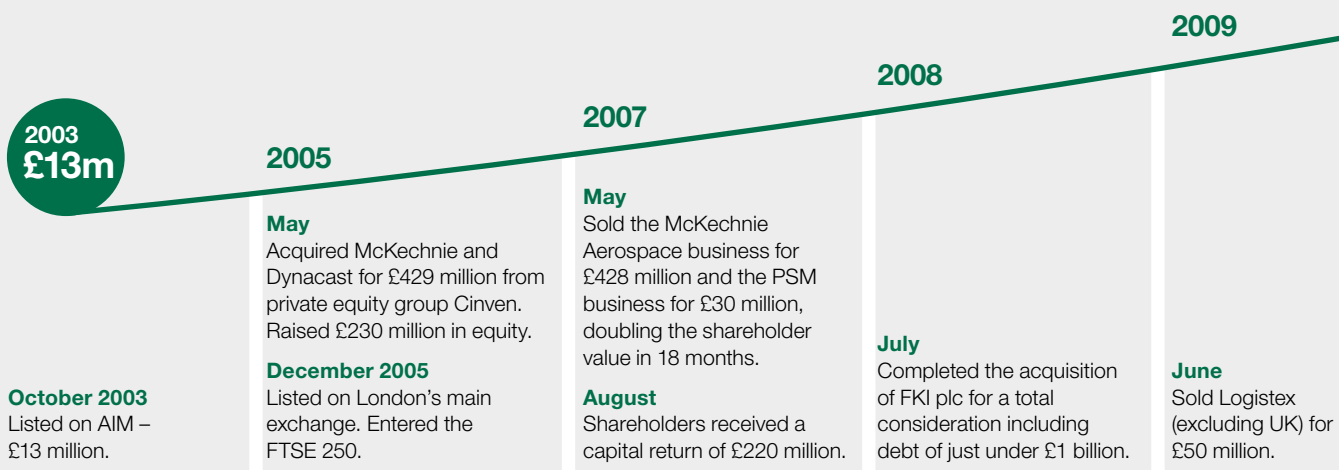 2003
£13m
October 2003
Listed on AIM –
£13 million.
2005
May
Acquired McKechnie and
Dynacast for £429 million from
private equity group Cinven.
Raised £230 million in equity.
December 2005
Listed on London’s main
exchange. Entered the
FTSE 250.
2007
May
Sold the McKechnie
Aerospace business for
£428 million and the PSM
business for £30 million,
doubling the shareholder
value in 18 months.
August
Shareholders received a
capital return of £220 million.
2008
July
Completed the acquisition
of FKI plc for a total
consideration including
debt of just under £1 billion.
2009
June
Sold Logistex
(excluding UK) for
£50 million.